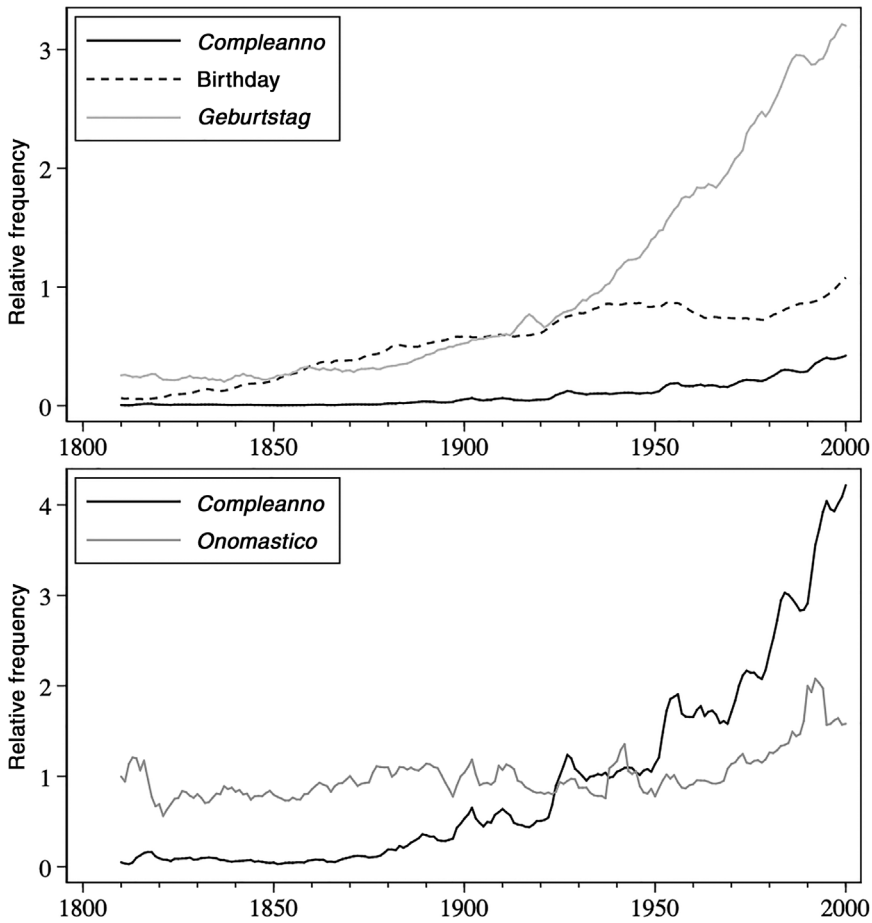 Compleanno
Birthday
Geburtstag
Relative frequency
3
2
1
0
1800 1850 1900 1950 2000
Compleanno
Onomastico
Relative frequency
4
3
2
1
0
1800 1850 1900 1950 2000